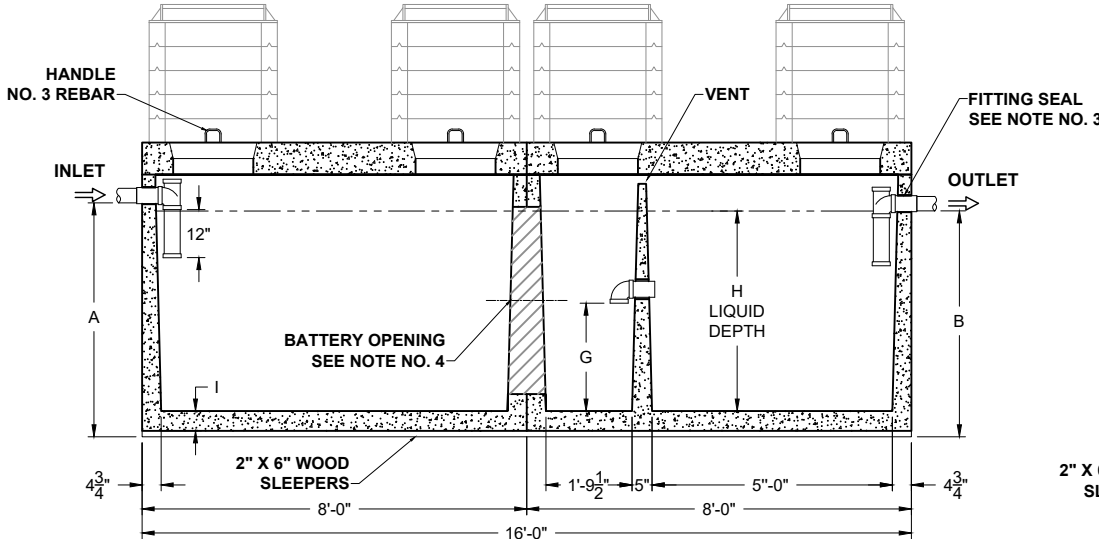 HANDLE
NO. 3 REBAR
VENT
FITTING SEAL
SEE NOTE NO. 3
INLET
OUTLET
12"
A
BATTERY OPENING
SEE NOTE NO. 4
H
LIQUID
DEPTH
G
B
I
2" X 6" WOOD
SLEEPERS
4 3/4"
1'-9 1/2"
5"
5"-0"
4 3/4"
8'-0"
8'-0"
16'-0"
2" X